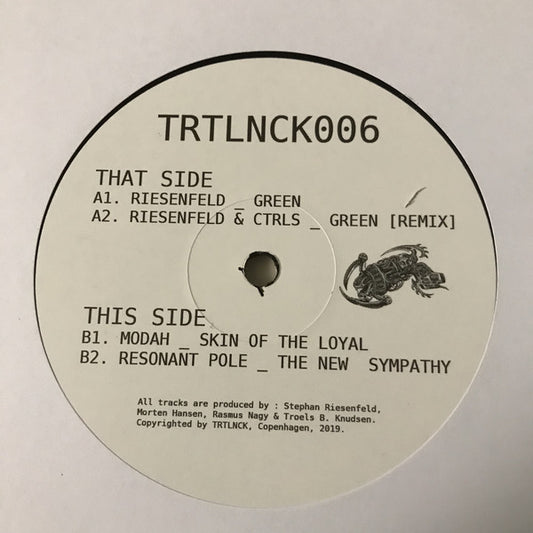 TRTLNCK006
THAT SIDE
A1. RIESENFELD _ GREEN
A2. RIESENFELD & CTRLS _ GREEN [REMIX]
THIS SIDE
B1. MODAH _ SKIN OF THE LOYAL
B2. RESONANT POLE _ THE NEW  SYMPATHY
All tracks are produced by : Stephan Riesenfeld,
Morten Hansen, Rasmus Nagy & Troels B. Knudsen.
Copyrighted by TRTLNCK, Copenhagen, 2019.